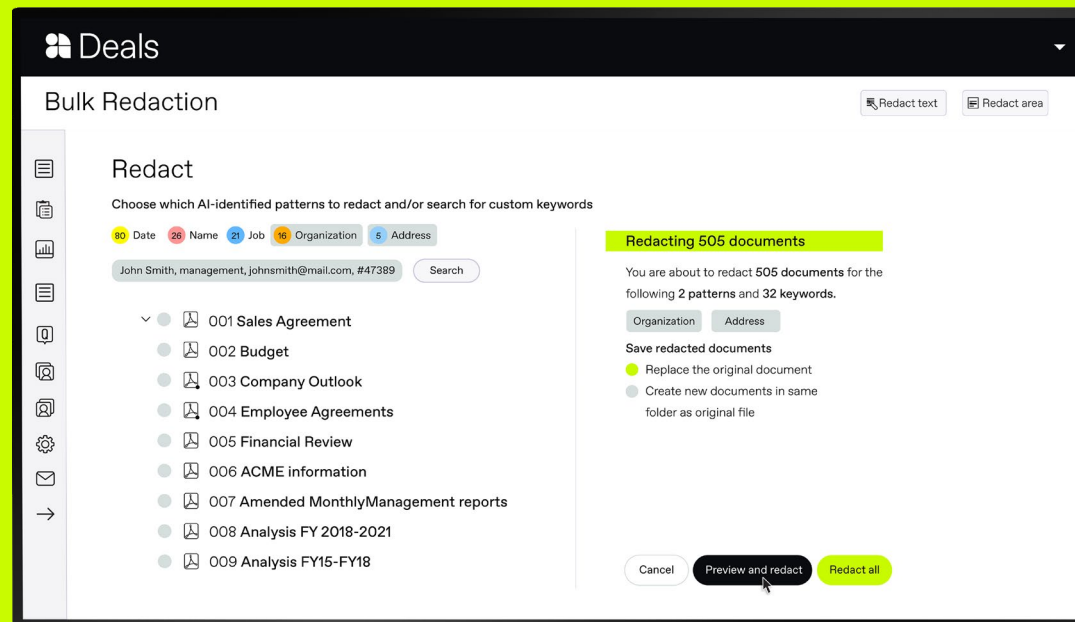 Deals
Bulk Redaction
Redact text
Redact area
Redact
Choose which AI-identified patterns to redact and/or search for custom keywords
80 Date 26 Name 21 Job 16 Organization 5 Address
John Smith, management, johnsmith@mail.com, #47389
Search
001 Sales Agreement
002 Budget
003 Company Outlook
004 Employee Agreements
005 Financial Review
006 ACME information
007 Amended MonthlyManagement reports
008 Analysis FY 2018-2021
009 Analysis FY15-FY18
Redacting 505 documents
You are about to redact 505 documents for the
following 2 patterns and 32 keywords.
Organization Address
Save redacted documents
Replace the original document
Create new documents in same
folder as original file
Cancel
Preview and redact
Redact all